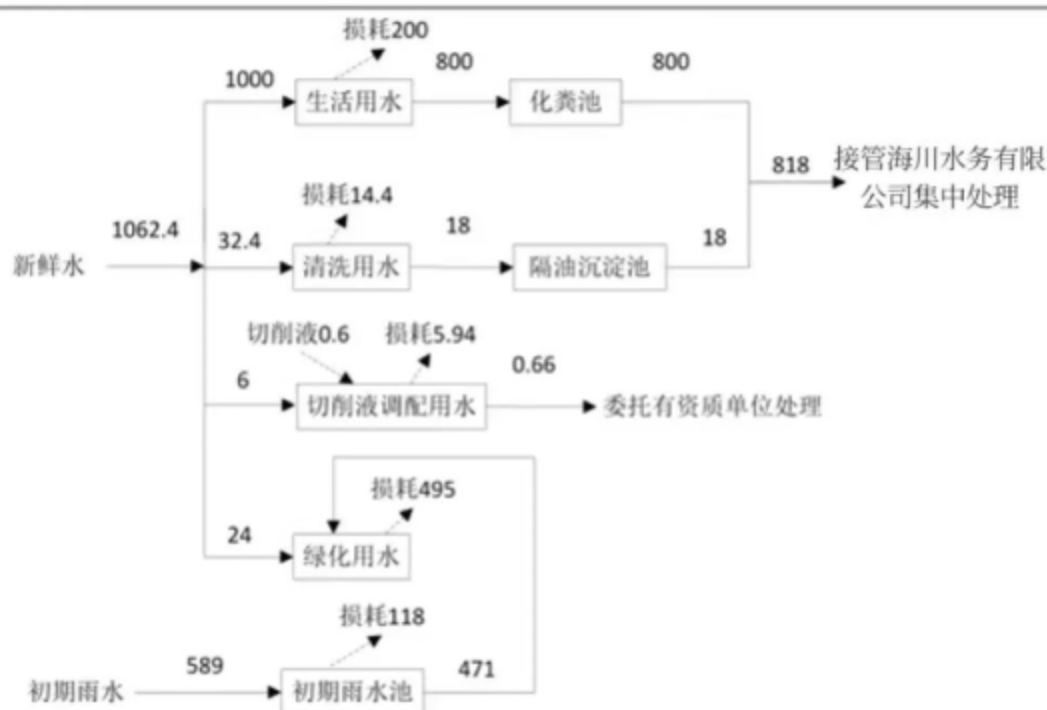 损耗200
1000
生活用水
800
化粪池
800
818
接管海川水务有限
公司集中处理
损耗14.4
新鲜水
1062.4
32.4
清洗用水
18
隔油沉淀池
18
切削液0.6
损耗5.94
6
切削液调配用水
0.66
委托有资质单位处理
损耗495
24
绿化用水
损耗118
初期雨水
589
初期雨水池
471